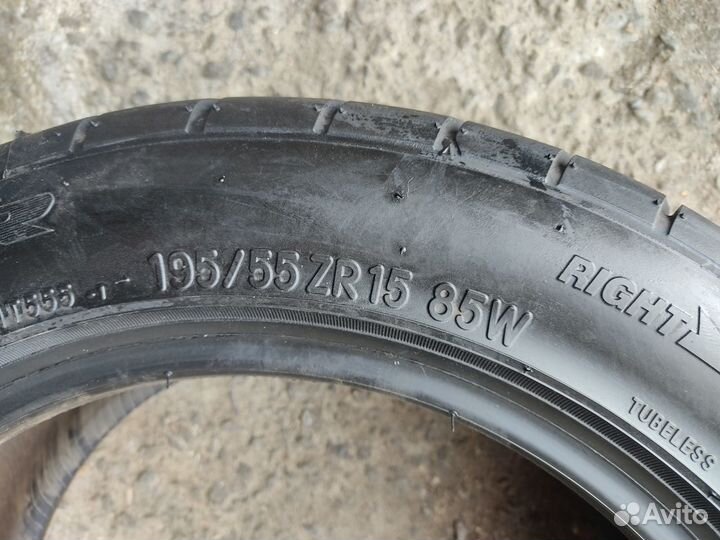 195/55 ZR 15 85W
RIGHT
TUBELESS
Avito